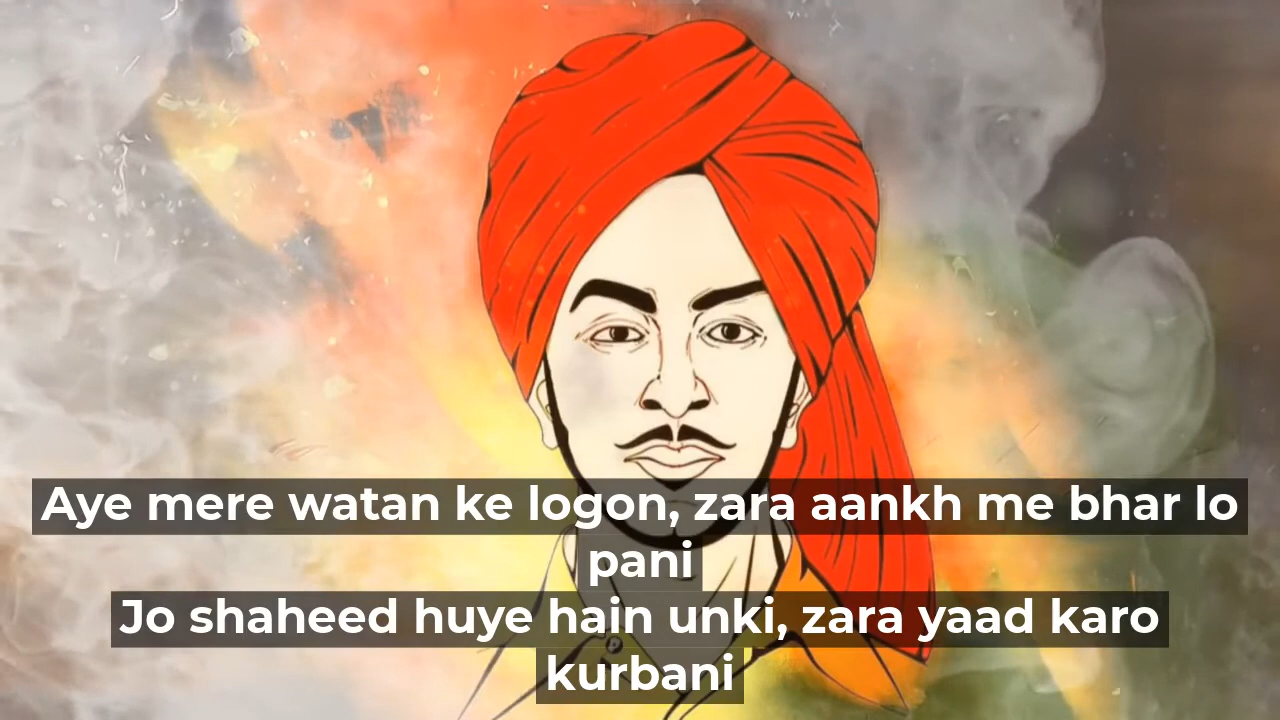 Aye mere watan ke logon, zara aankh me bhar lo
pani
Jo shaheed huye hain unki, zara yaad karo
kurbani